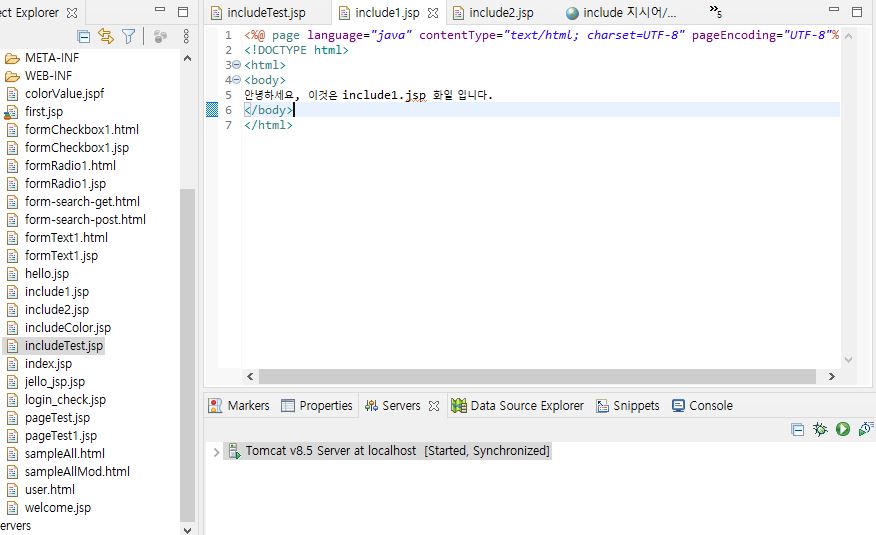 ct Explorer
META-INF
WEB-INF
colorValue.jspf
first.jsp
formCheckbox1.html
formCheckbox1.jsp
formRadio1.html
formRadio1.jsp
form-search-get.html
form-search-post.html
formText1.html
formText1.jsp
hello.jsp
include1.jsp
include2.jsp
includeColor.jsp
includeTest.jsp
index.jsp
jello_jsp.jsp
login_check.jsp
pageTest.jsp
pageTest1.jsp
sampleAll.html
sampleAllMod.html
user.html
welcome.jsp
ervers
includeTest.jsp include1.jsp include2.jsp include 지시어/... 5
1 <%@ page language="java" contentType="text/html; charset=UTF-8" pageEncoding="UTF-8"%
2 <!DOCTYPE html>
3 <html>
4 <body>
5 안녕하세요, 이것은 include1.jsp 화일 입니다.
6 </body>
7 </html>
Markers Properties Servers Data Source Explorer Snippets Console
Tomcat v8.5 Server at localhost [Started, Synchronized]